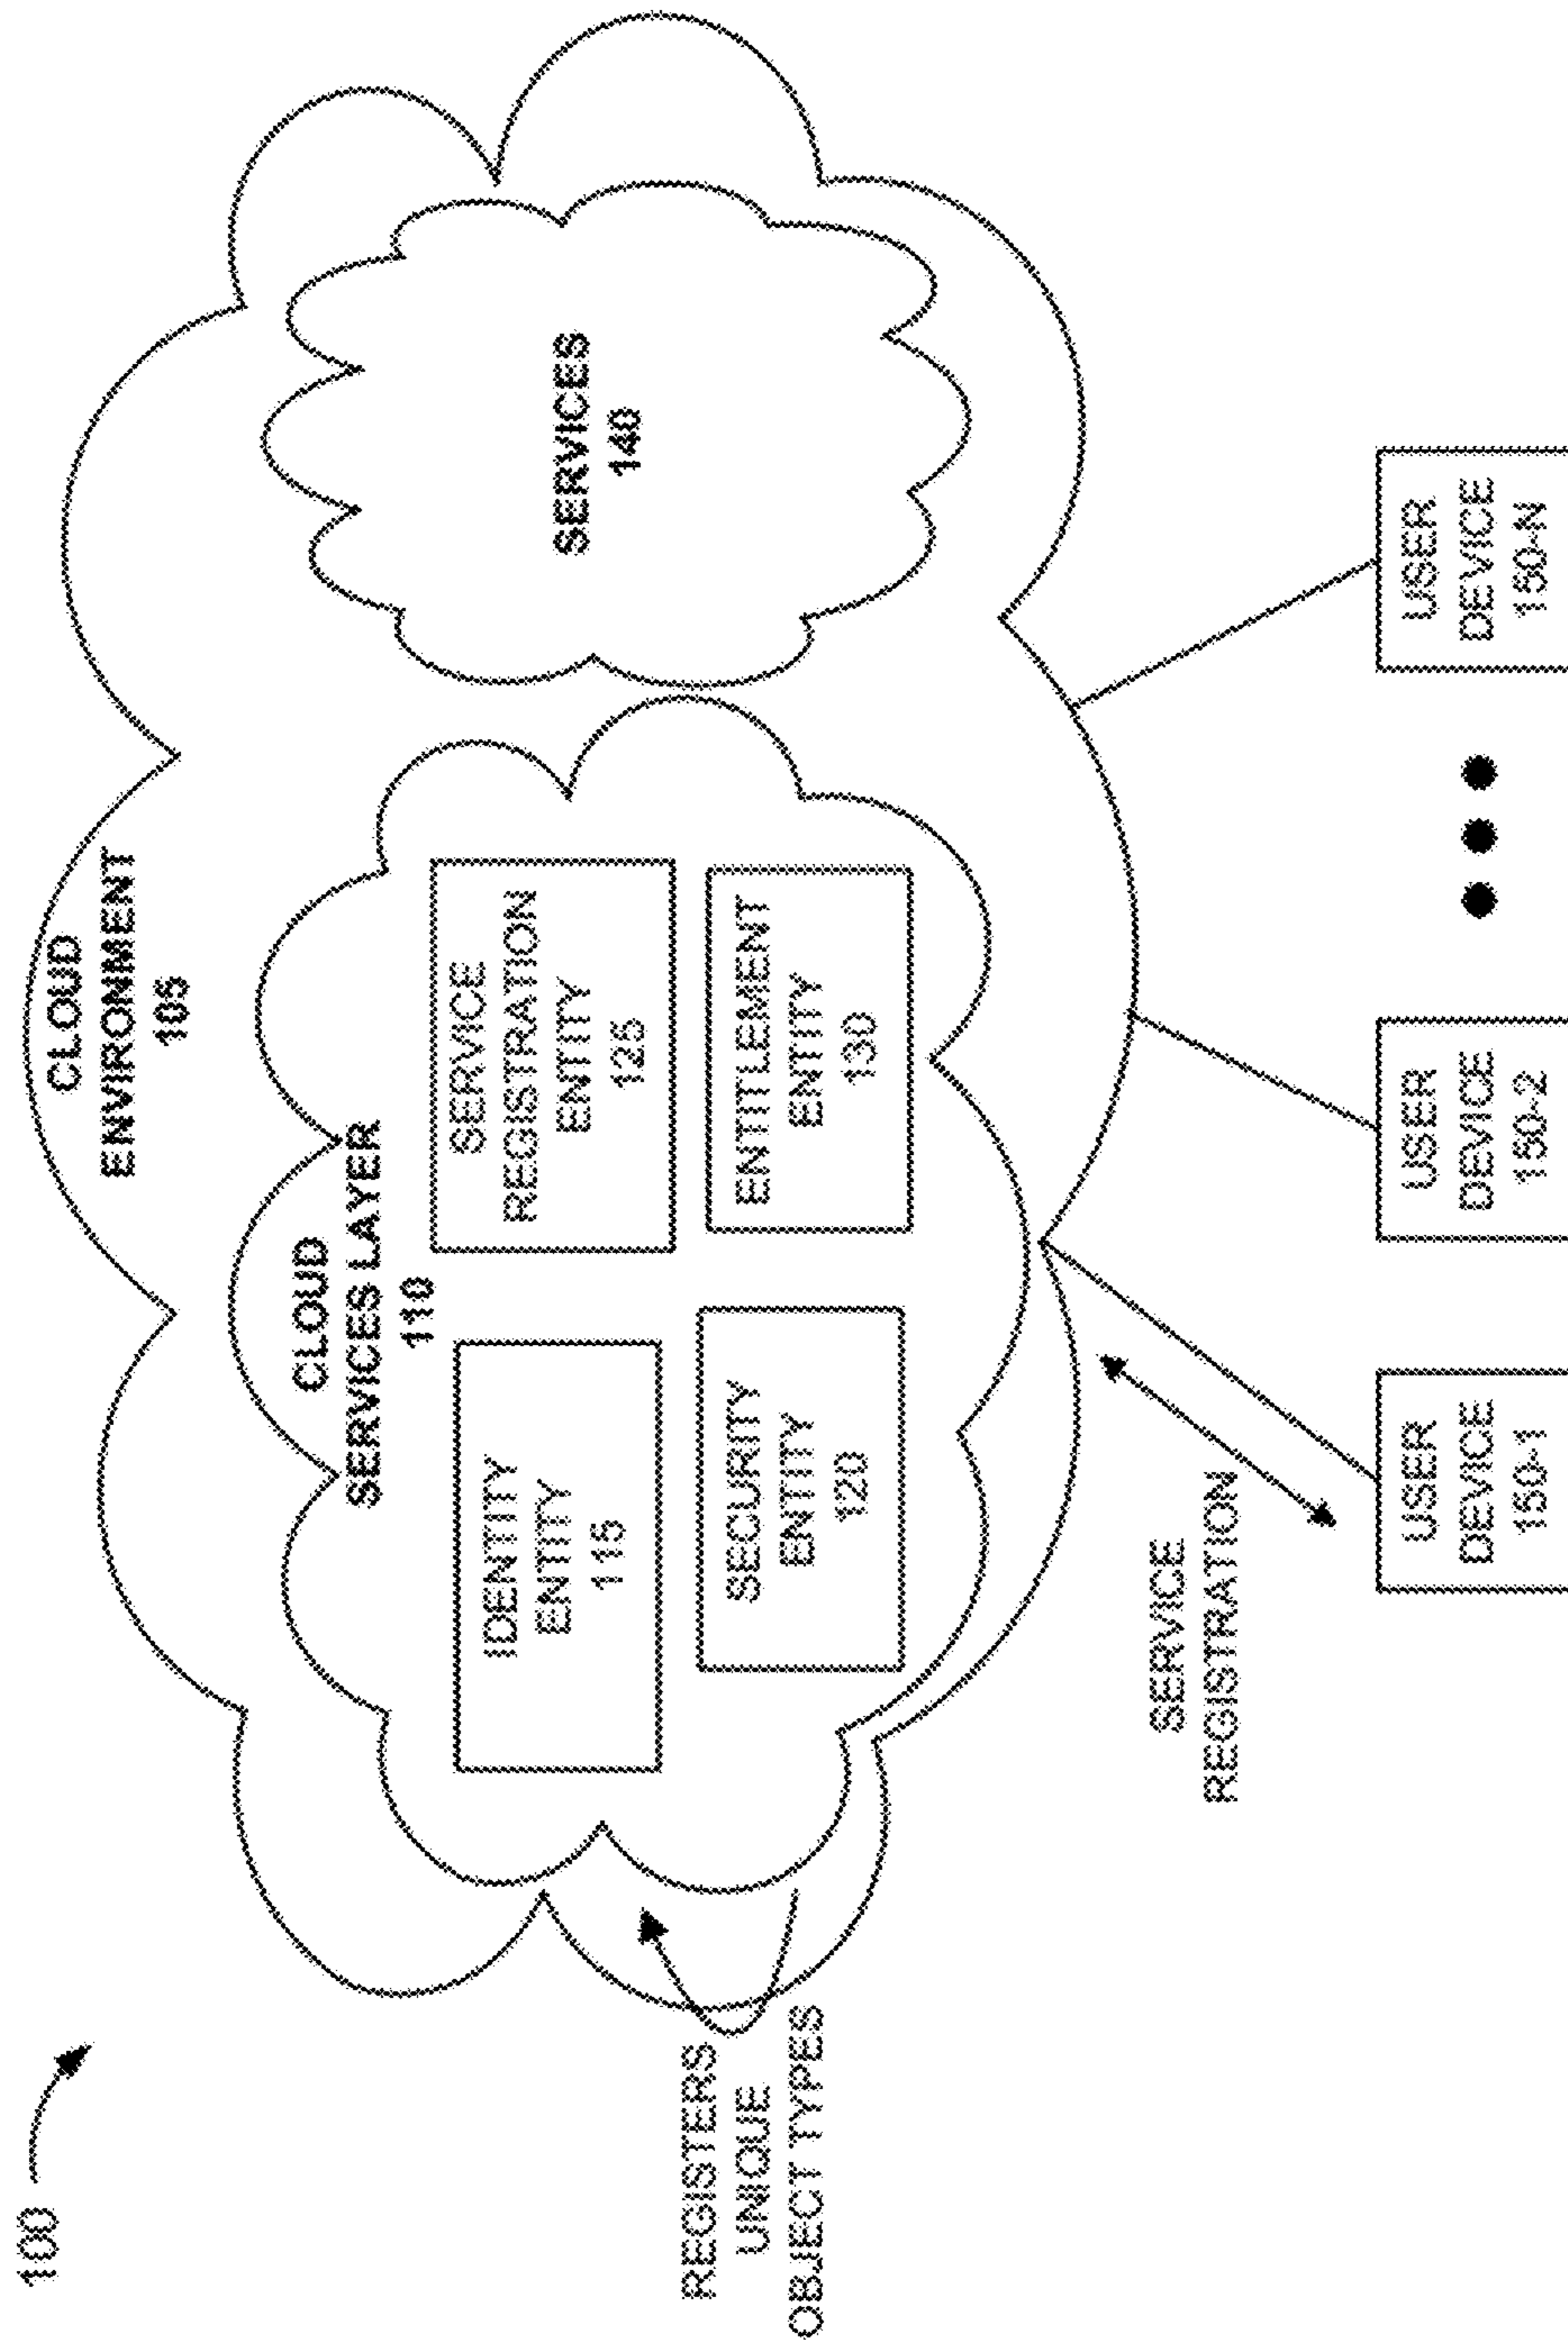 100
CLOUD
ENVIRONMENT
105
CLOUD
SERVICES LAYER
110
IDENTITY
ENTITY
115
SERVICE
REGISTRATION
ENTITY
125
SECURITY
ENTITY
120
ENTITLEMENT
ENTITY
130
SERVICES
140
REGISTERS
UNIQUE
OBJECT TYPES
SERVICE
REGISTRATION
USER
DEVICE
150-1
USER
DEVICE
150-2
USER
DEVICE
150-N